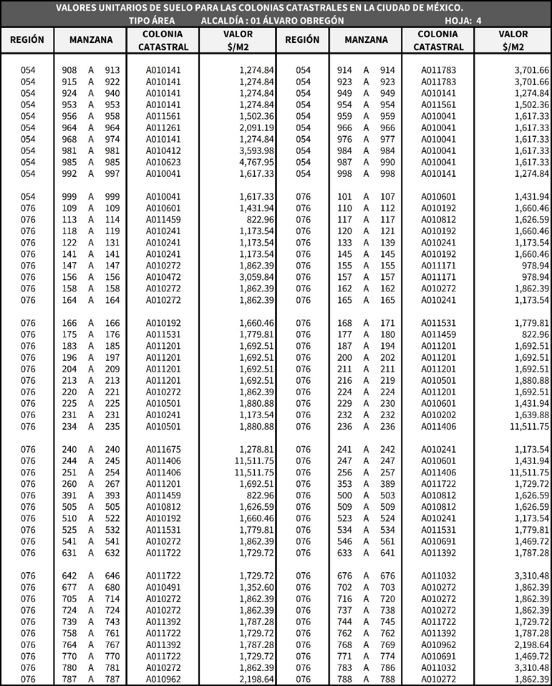 VALORES UNITARIOS DE SUELO PARA LAS COLONIAS CATASTRALES EN LA CIUDAD DE MÉXICO.
TIPO ÁREA ALCALDÍA : 01 ÁLVARO OBREGÓN HOJA: 4
REGIÓN MANZANA COLONIA CATASTRAL VALOR $/M2 REGIÓN MANZANA COLONIA CATASTRAL VALOR $/M2
054 908 A 913 A010141 1,274.84 054 914 A 914 A011783 3,701.66
054 915 A 922 A010141 1,274.84 054 923 A 923 A011783 3,701.66
054 924 A 940 A010141 1,274.84 054 949 A 949 A010141 1,274.84
054 953 A 953 A010141 1,274.84 054 954 A 954 A011561 1,502.36
054 956 A 958 A011561 1,502.36 054 959 A 959 A010041 1,617.33
054 964 A 964 A011261 2,091.19 054 966 A 966 A010041 1,617.33
054 968 A 974 A010141 1,274.84 054 976 A 977 A010041 1,617.33
054 981 A 981 A010412 3,593.98 054 984 A 984 A010041 1,617.33
054 985 A 985 A010623 4,767.95 054 987 A 990 A010041 1,617.33
054 992 A 997 A010041 1,617.33 054 998 A 998 A010141 1,274.84
054 999 A 999 A010041 1,617.33 076 101 A 107 A010601 1,431.94
076 109 A 109 A010601 1,431.94 076 110 A 112 A010192 1,660.46
076 113 A 114 A011459 822.96 076 117 A 117 A010812 1,626.59
076 118 A 119 A010241 1,173.54 076 120 A 121 A010192 1,660.46
076 122 A 131 A010241 1,173.54 076 133 A 139 A010241 1,173.54
076 141 A 141 A010241 1,173.54 076 145 A 145 A010192 1,660.46
076 147 A 147 A010272 1,862.39 076 155 A 155 A011171 978.94
076 156 A 156 A010472 3,059.84 076 157 A 157 A011171 978.94
076 158 A 158 A010272 1,862.39 076 162 A 162 A010272 1,862.39
076 164 A 164 A010272 1,862.39 076 165 A 165 A010241 1,173.54
076 166 A 166 A010192 1,660.46 076 168 A 171 A011531 1,779.81
076 175 A 176 A011531 1,779.81 076 177 A 180 A011459 822.96
076 183 A 185 A011201 1,692.51 076 187 A 194 A011201 1,692.51
076 196 A 197 A011201 1,692.51 076 200 A 202 A011201 1,692.51
076 204 A 209 A011201 1,692.51 076 211 A 211 A011201 1,692.51
076 213 A 213 A011201 1,692.51 076 216 A 219 A010501 1,880.88
076 220 A 221 A010272 1,862.39 076 224 A 224 A011201 1,692.51
076 225 A 225 A010501 1,880.88 076 229 A 230 A010601 1,431.94
076 231 A 231 A010241 1,173.54 076 232 A 232 A010202 1,639.88
076 234 A 235 A010501 1,880.88 076 236 A 236 A011406 11,511.75
076 240 A 240 A011675 1,278.81 076 241 A 242 A010241 1,173.54
076 244 A 245 A011406 11,511.75 076 247 A 247 A010601 1,431.94
076 251 A 254 A011406 11,511.75 076 256 A 257 A011406 11,511.75
076 260 A 267 A011201 1,692.51 076 353 A 389 A011722 1,729.72
076 391 A 393 A011459 822.96 076 500 A 503 A010812 1,626.59
076 505 A 505 A010812 1,626.59 076 509 A 509 A010812 1,626.59
076 510 A 522 A010192 1,660.46 076 523 A 524 A010241 1,173.54
076 525 A 532 A011531 1,779.81 076 534 A 534 A011531 1,779.81
076 541 A 541 A010272 1,862.39 076 546 A 561 A010691 1,469.72
076 631 A 632 A011722 1,729.72 076 633 A 641 A011392 1,787.28
076 642 A 646 A011722 1,729.72 076 676 A 676 A011032 3,310.48
076 677 A 680 A010491 1,352.60 076 702 A 703 A010272 1,862.39
076 705 A 714 A010272 1,862.39 076 716 A 720 A010272 1,862.39
076 724 A 724 A010272 1,862.39 076 737 A 738 A010272 1,862.39
076 739 A 743 A011392 1,787.28 076 744 A 745 A011722 1,729.72
076 758 A 761 A011722 1,729.72 076 762 A 762 A011392 1,787.28
076 764 A 767 A011392 1,787.28 076 768 A 769 A010962 2,198.64
076 770 A 770 A011722 1,729.72 076 771 A 774 A010691 1,469.72
076 780 A 781 A010272 1,862.39 076 783 A 786 A011032 3,310.48
076 787 A 787 A010962 2,198.64 076 788 A 788 A010272 1,862.39